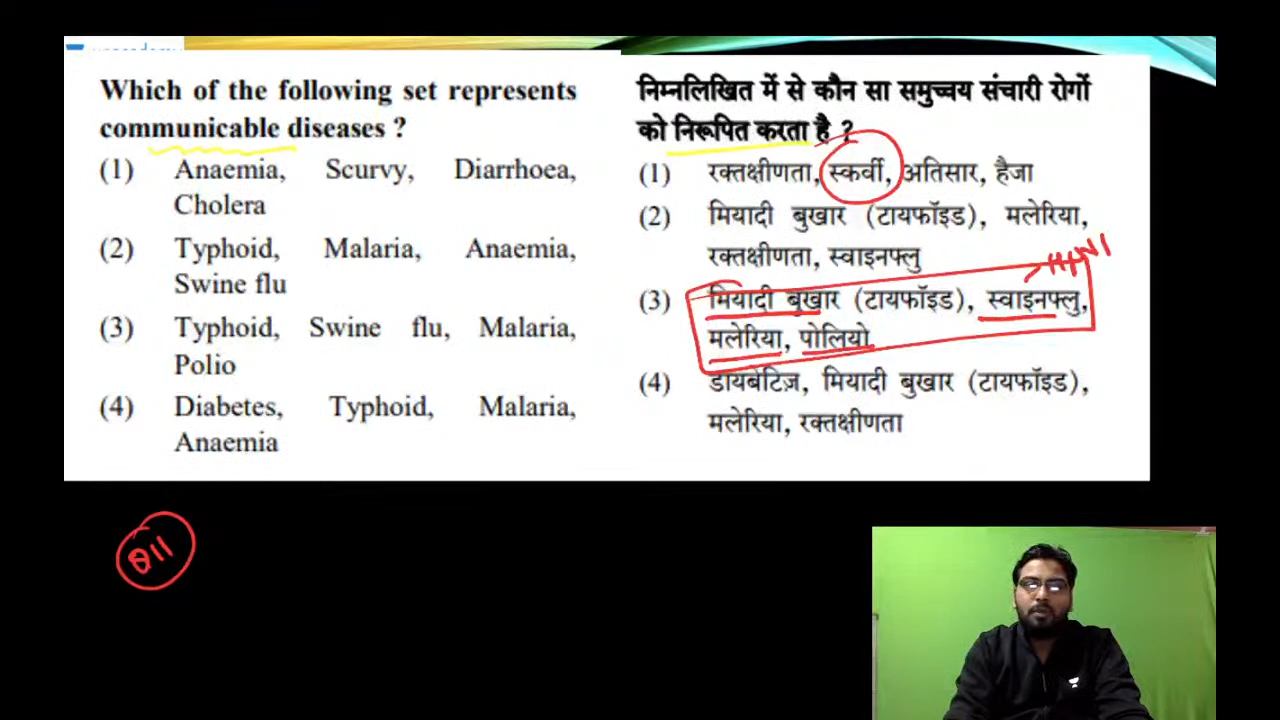 Which of the following set represents
communicable diseases ?
(1) Anaemia, Scurvy, Diarrhoea,
Cholera
(2) Typhoid, Malaria, Anaemia,
Swine flu
(3) Typhoid, Swine flu, Malaria,
Polio
(4) Diabetes, Typhoid, Malaria,
Anaemia
निम्नलिखित में से कौन सा समुच्चय संचारी रोगों
को निरूपित करता है ?
(1) रक्तक्षीणता, स्कर्वी, अतिसार, हैजा
(2) मियादी बुखार (टायफॉइड), मलेरिया,
रक्तक्षीणता, स्वाइनफ्लु
(3) मियादी बुखार (टायफॉइड), स्वाइनफ्लु,
मलेरिया, पोलियो
(4) डायबेटिज़, मियादी बुखार (टायफॉइड),
मलेरिया, रक्तक्षीणता
H1N1
B11